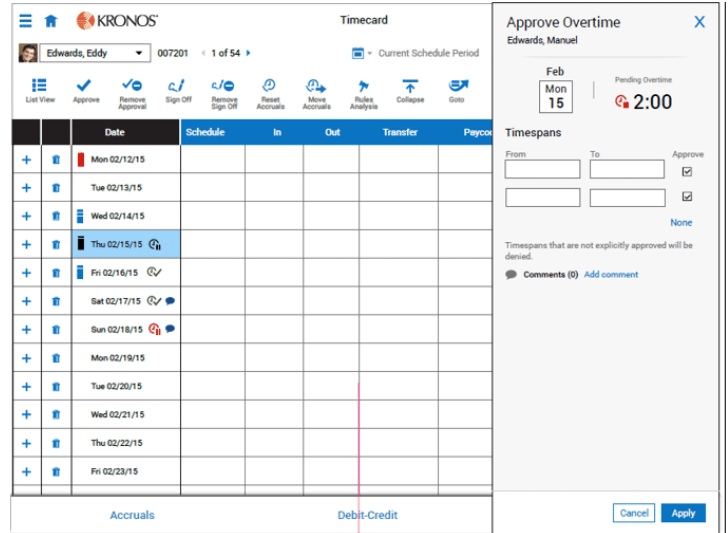 KRONOS
Timecard
Edwards, Eddy
007201
1 of 54
Current Schedule Period
List View
Approve
Remove Approval
Sign Off
Remove Sign Off
Reset Accruals
Move Accruals
Rules Analysis
Collapse
Goto
Date Schedule In Out Transfer Payco
Mon 02/12/15
Tue 02/13/15
Wed 02/14/15
Thu 02/15/15
Fri 02/16/15
Sat 02/17/15
Sun 02/18/15
Mon 02/19/15
Tue 02/20/15
Wed 02/21/15
Thu 02/22/15
Fri 02/23/15
Accruals
Debit-Credit
Approve Overtime X
Edwards, Manuel
Feb
Mon
15
Pending Overtime
2:00
Timespans
From To Approve
None
Timespans that are not explicitly approved will be
denied.
Comments (0) Add comment
Cancel Apply